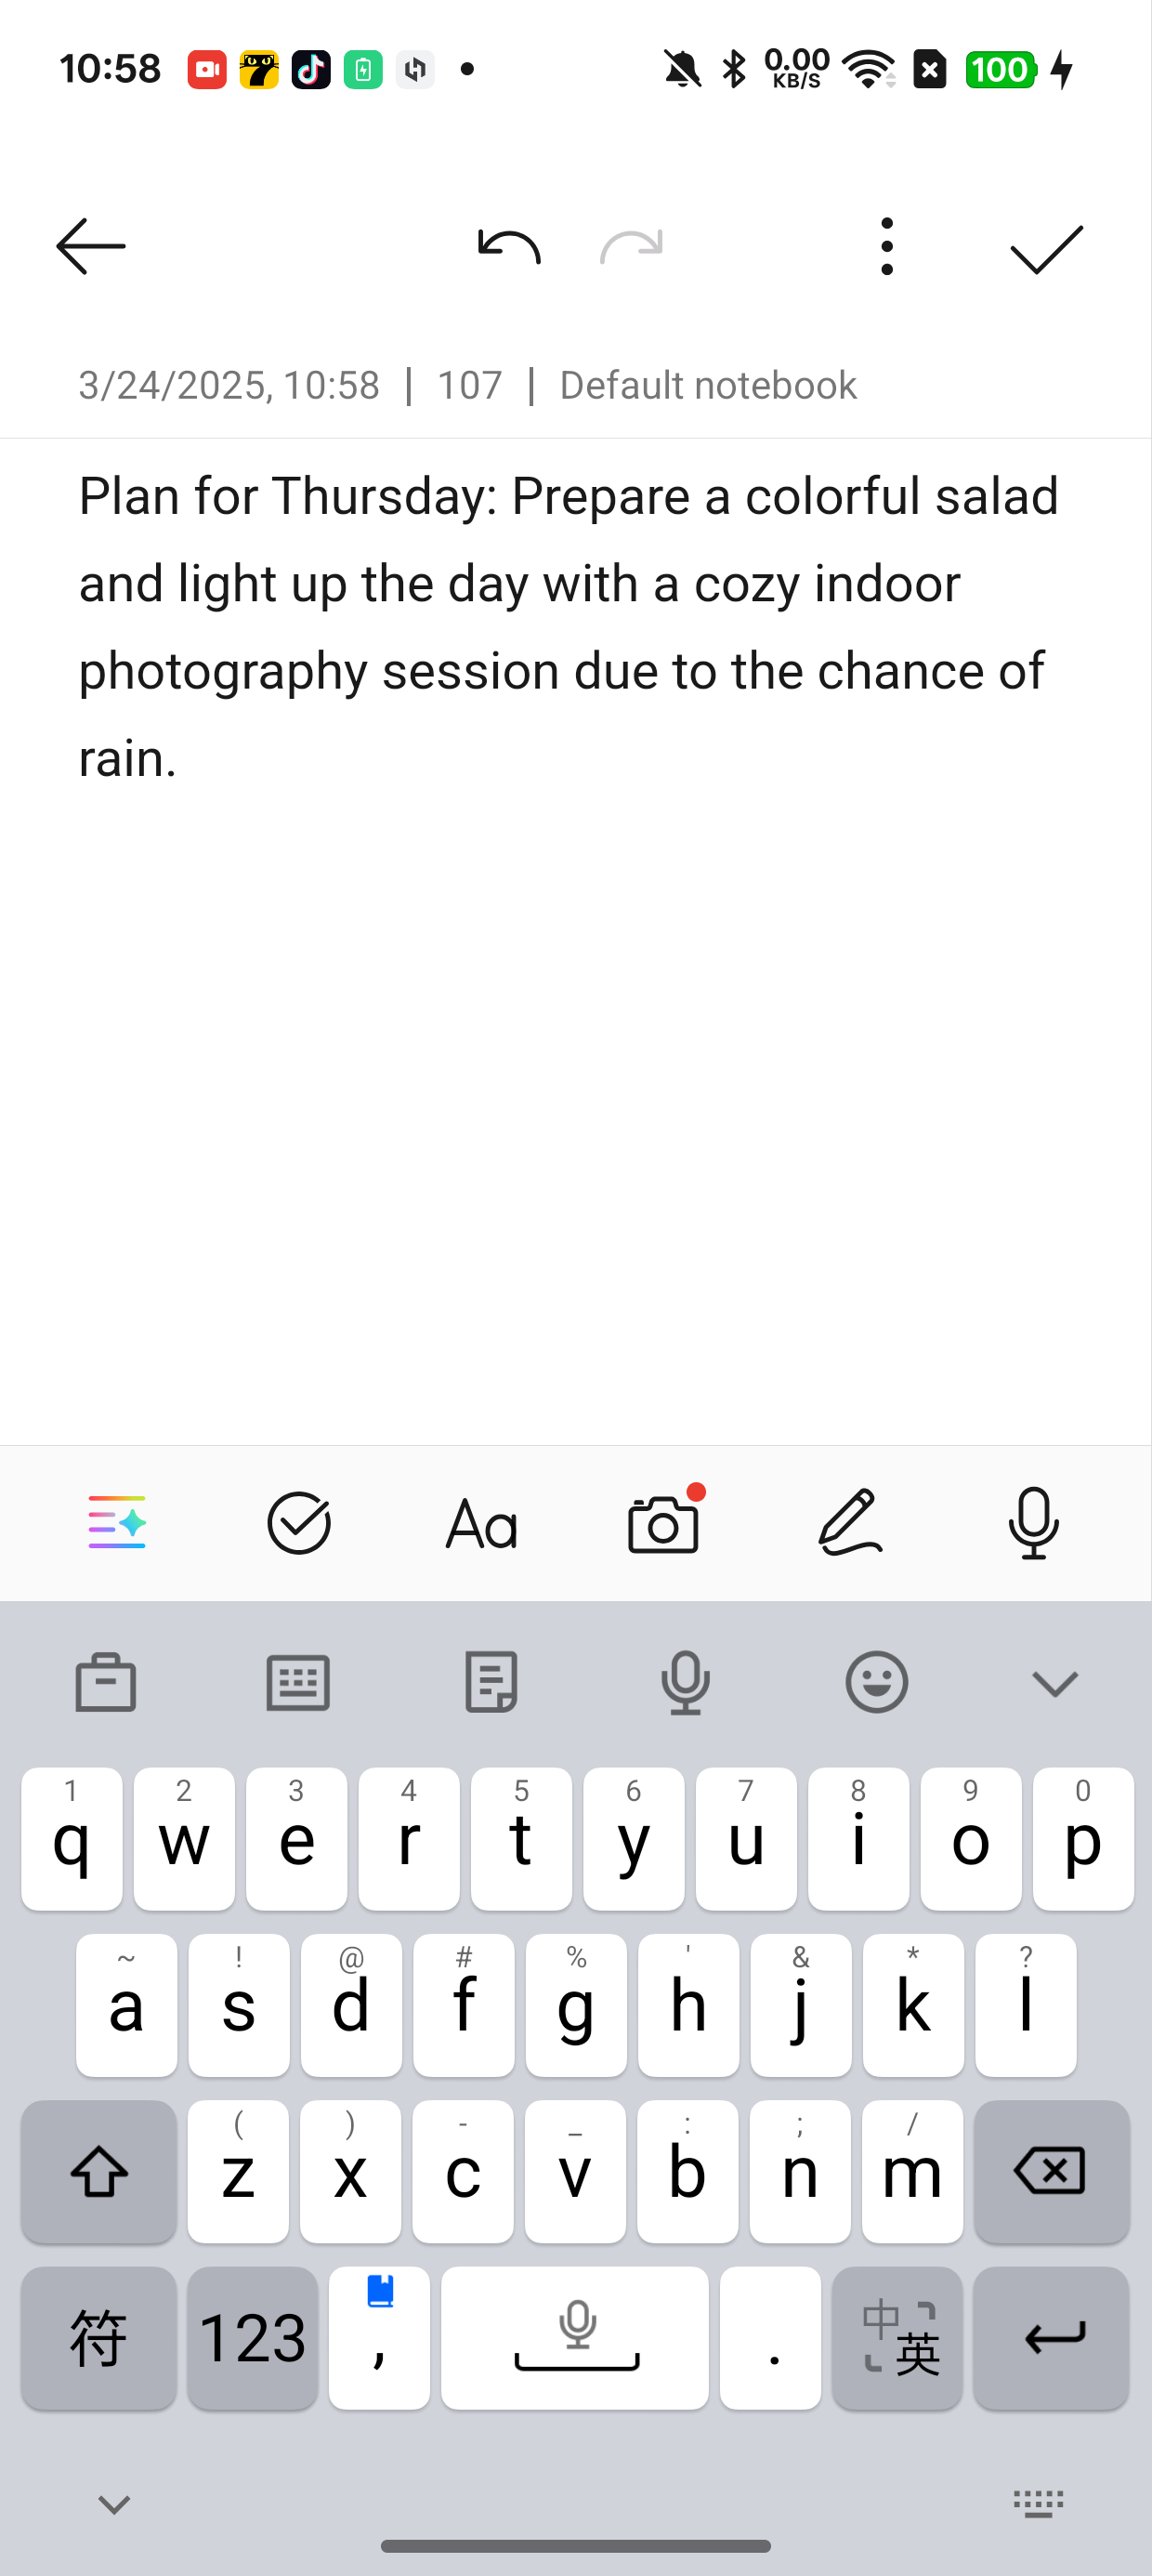 10:58 0.00 KB/S 100
3/24/2025, 10:58 | 107 | Default notebook
Plan for Thursday: Prepare a colorful salad
and light up the day with a cozy indoor
photography session due to the chance of
rain.
Aa
1 2 3 4 5 6 7 8 9 0
q w e r t y u i o p
~ ! @ # % ' & * ?
a s d f g h j k l
( ) - _ : ; /
z x c v b n m
符 123 , . 中英